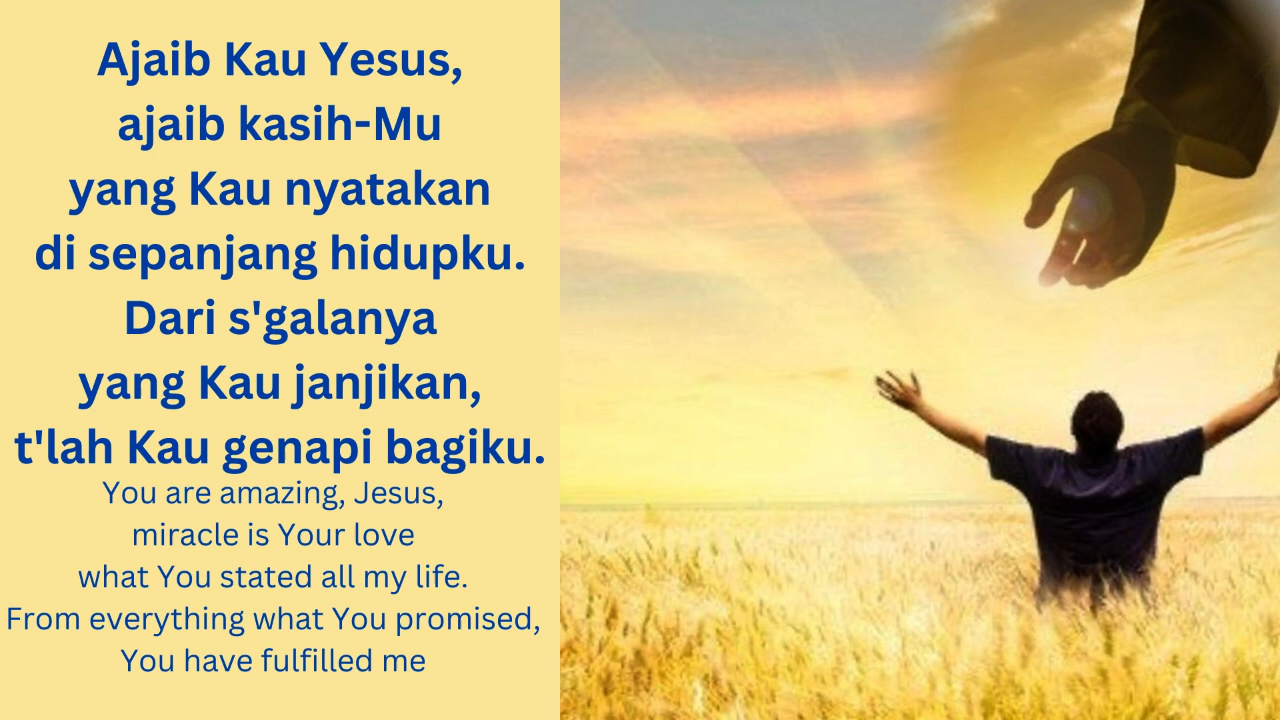 Ajaib Kau Yesus,
ajaib kasih-Mu
yang Kau nyatakan
di sepanjang hidupku.
Dari s'galanya
yang Kau janjikan,
t'lah Kau genapi bagiku.
You are amazing, Jesus,
miracle is Your love
what You stated all my life.
From everything what You promised,
You have fulfilled me